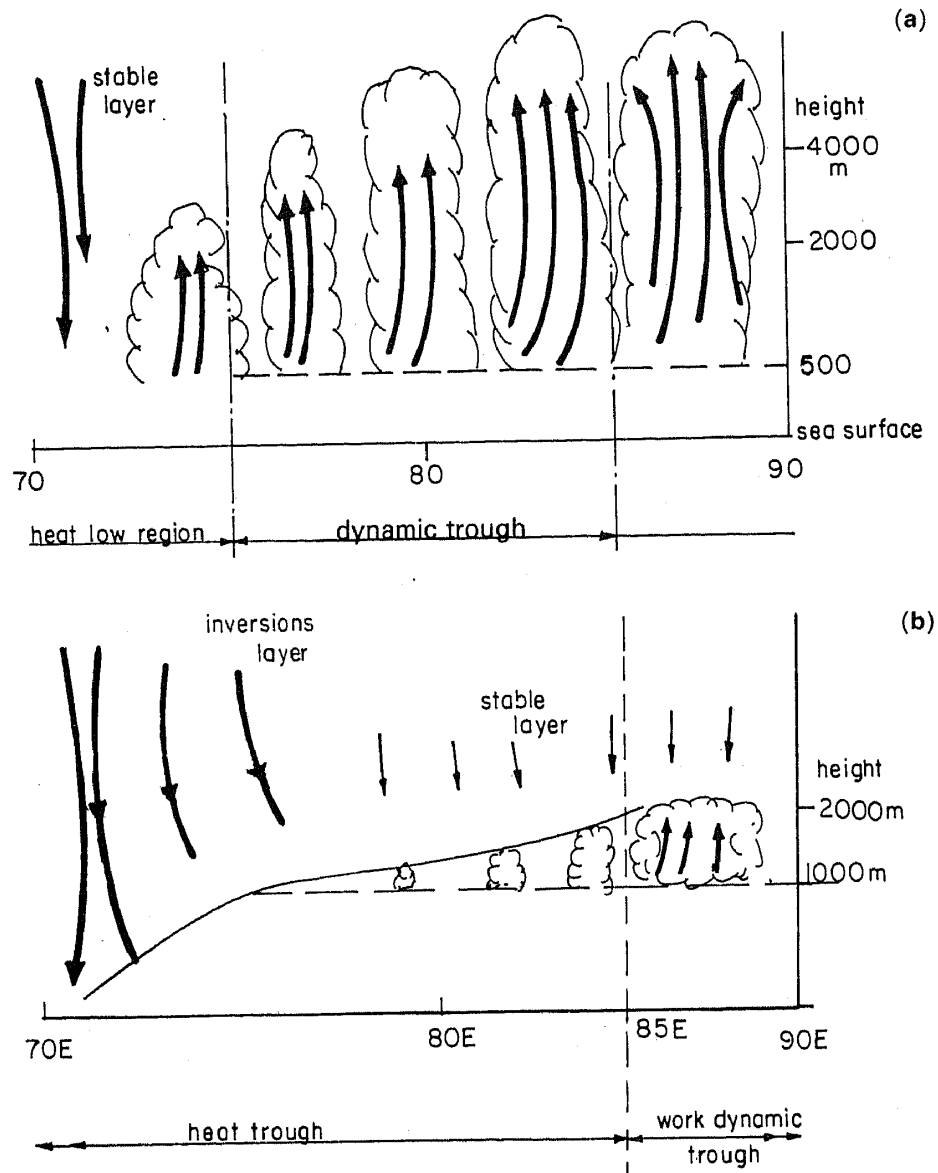 (a)
stable
layer
height
4000
m
2000
500
sea surface
70
80
90
heat low region
dynamic trough
(b)
inversions
layer
stable
layer
height
2000m
1000m
70E
80E
85E
90E
heat trough
work dynamic
trough